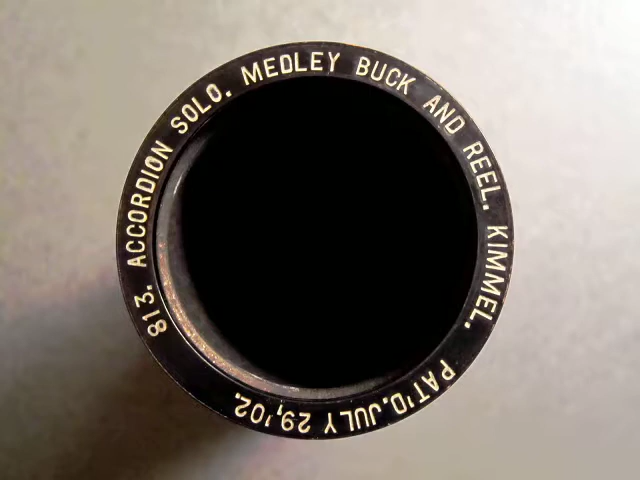 813. ACCORDION SOLO. MEDLEY BUCK AND REEL. KIMMEL. PAT'D. JULY 29, '02.